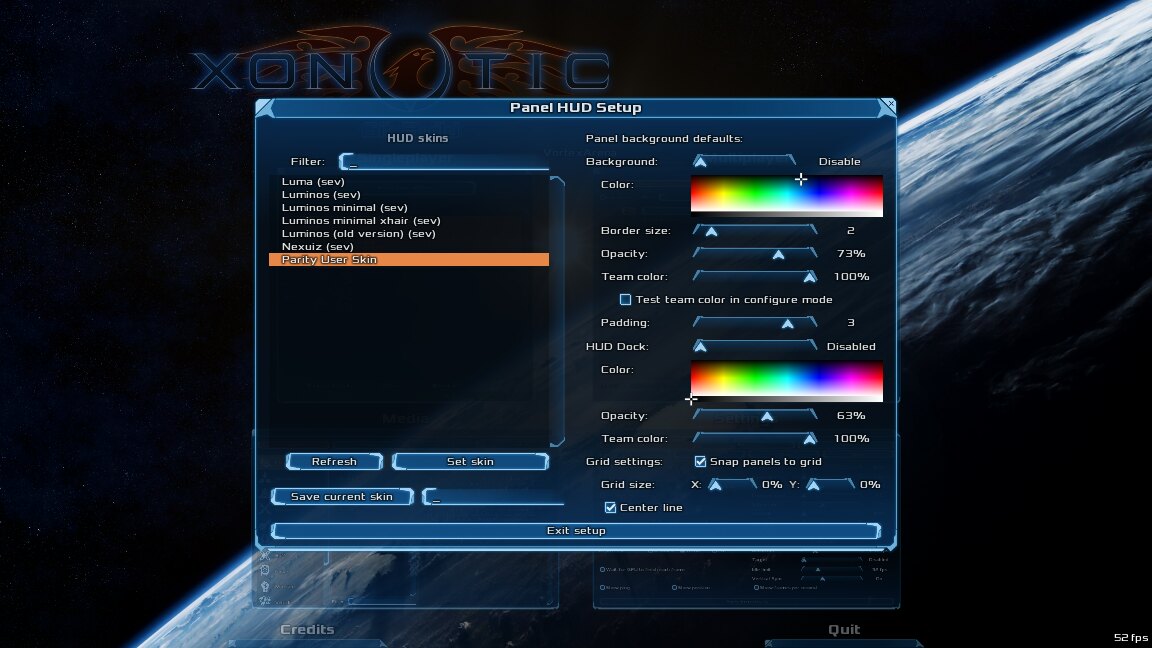 XONOTIC
Panel HUD Setup
HUD skins
Filter: _
Luma (sev)
Luminos (sev)
Luminos minimal (sev)
Luminos minimal xhair (sev)
Luminos (old version) (sev)
Nexuiz (sev)
Parity User Skin
Refresh
Set skin
Save current skin _
Panel background defaults:
Background: Disable
Color:
Border size: 2
Opacity: 73%
Team color: 100%
Test team color in configure mode
Padding: 3
HUD Dock: Disabled
Color:
Opacity: 63%
Team color: 100%
Grid settings: Snap panels to grid
Grid size: X: 0% Y: 0%
Center line
Exit setup
Credits
Quit
52 fps